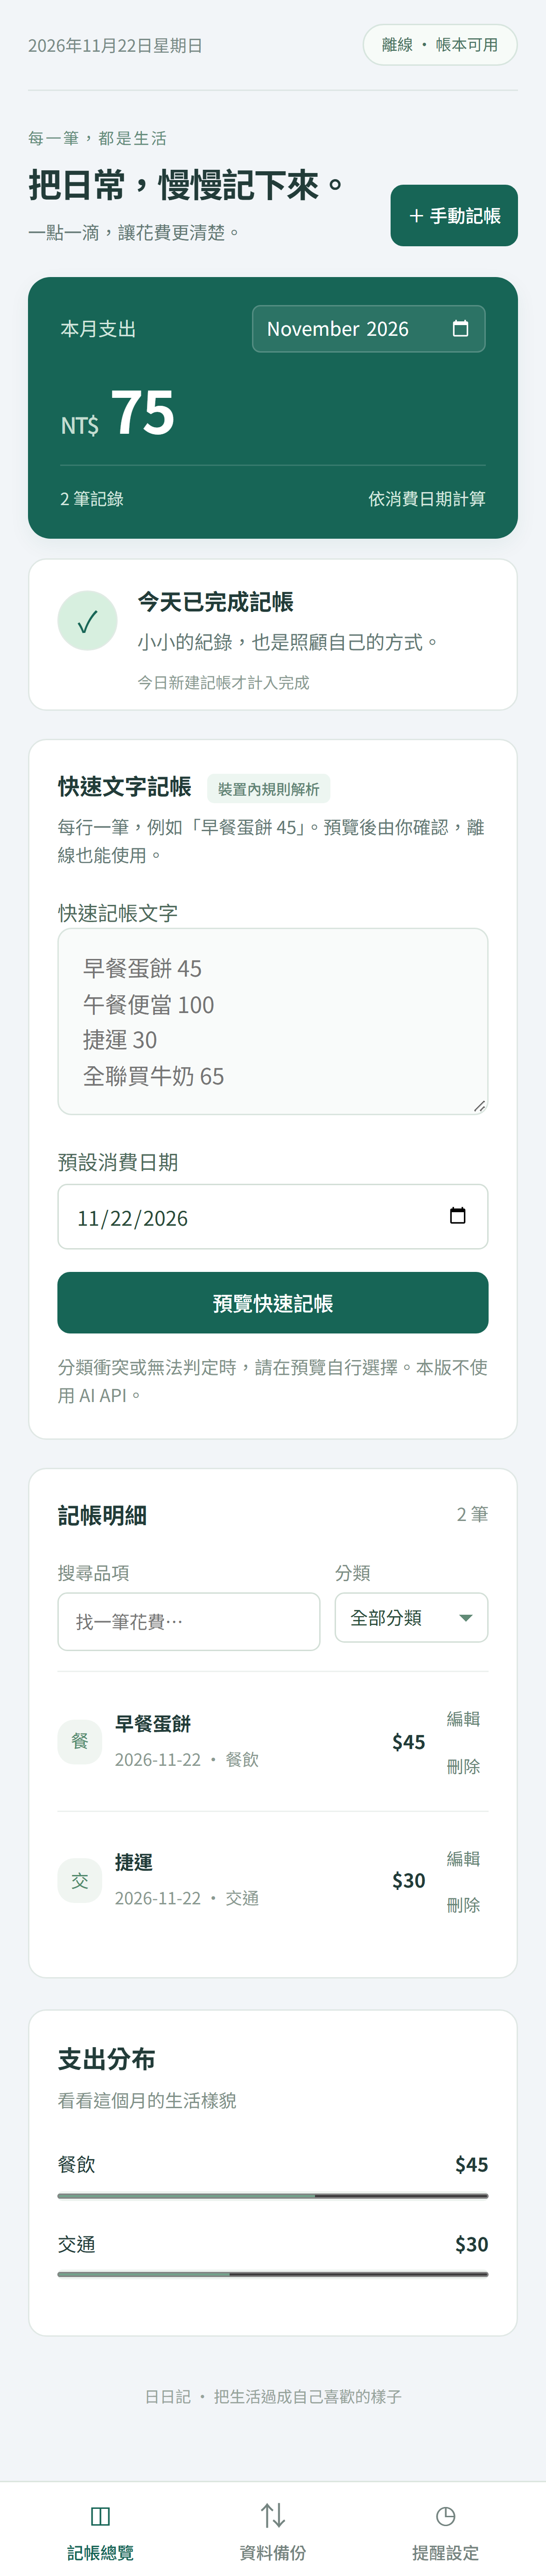 2026年11月22日星期日
離線・帳本可用
每一筆，都是生活
把日常，慢慢記下來。
一點一滴，讓花費更清楚。
＋ 手動記帳
本月支出
November 2026
NT$ 75
2 筆記錄
依消費日期計算
✓
今天已完成記帳
小小的紀錄，也是照顧自己的方式。
今日新建記帳才計入完成
快速文字記帳
裝置內規則解析
每行一筆，例如「早餐蛋餅 45」。預覽後由你確認，離
線也能使用。
快速記帳文字
早餐蛋餅 45
午餐便當 100
捷運 30
全聯買牛奶 65
預設消費日期
11/22/2026
預覽快速記帳
分類衝突或無法判定時，請在預覽自行選擇。本版不使
用 AI API。
記帳明細
2 筆
搜尋品項
分類
找一筆花費…
全部分類
餐
早餐蛋餅
2026-11-22 ・ 餐飲
$45
編輯
刪除
交
捷運
2026-11-22 ・ 交通
$30
編輯
刪除
支出分布
看看這個月的生活樣貌
餐飲
$45
交通
$30
日日記 ・ 把生活過成自己喜歡的樣子
記帳總覽
資料備份
提醒設定